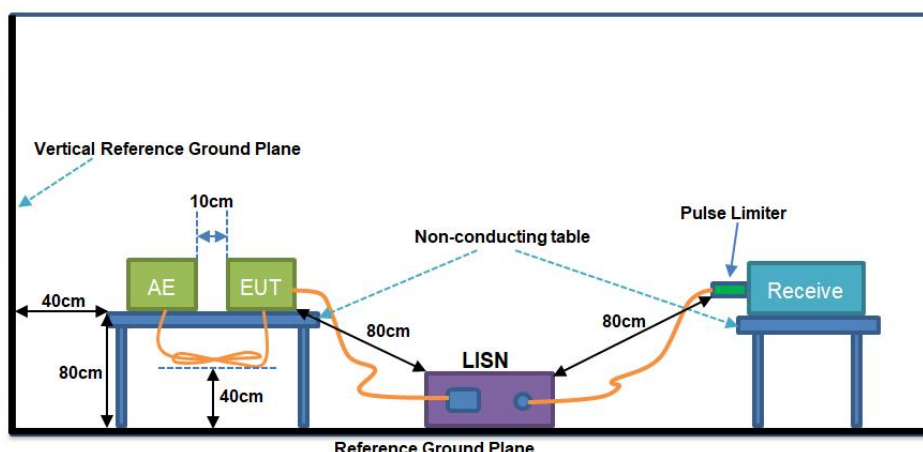 Vertical Reference Ground Plane
10cm
Pulse Limiter
Non-conducting table
AE
EUT
Receive
40cm
80cm
80cm
LISN
80cm
40cm
Reference Ground Plane